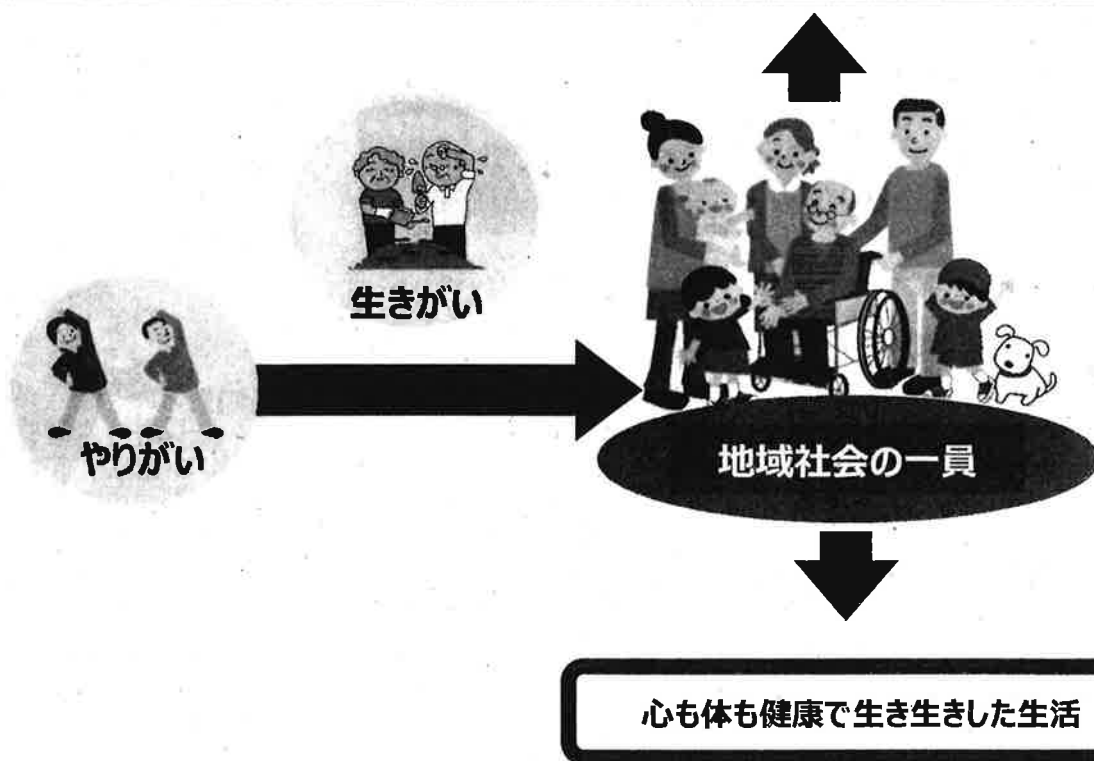 生きがい
やりがい
地域社会の一員
心も体も健康で生き生きした生活